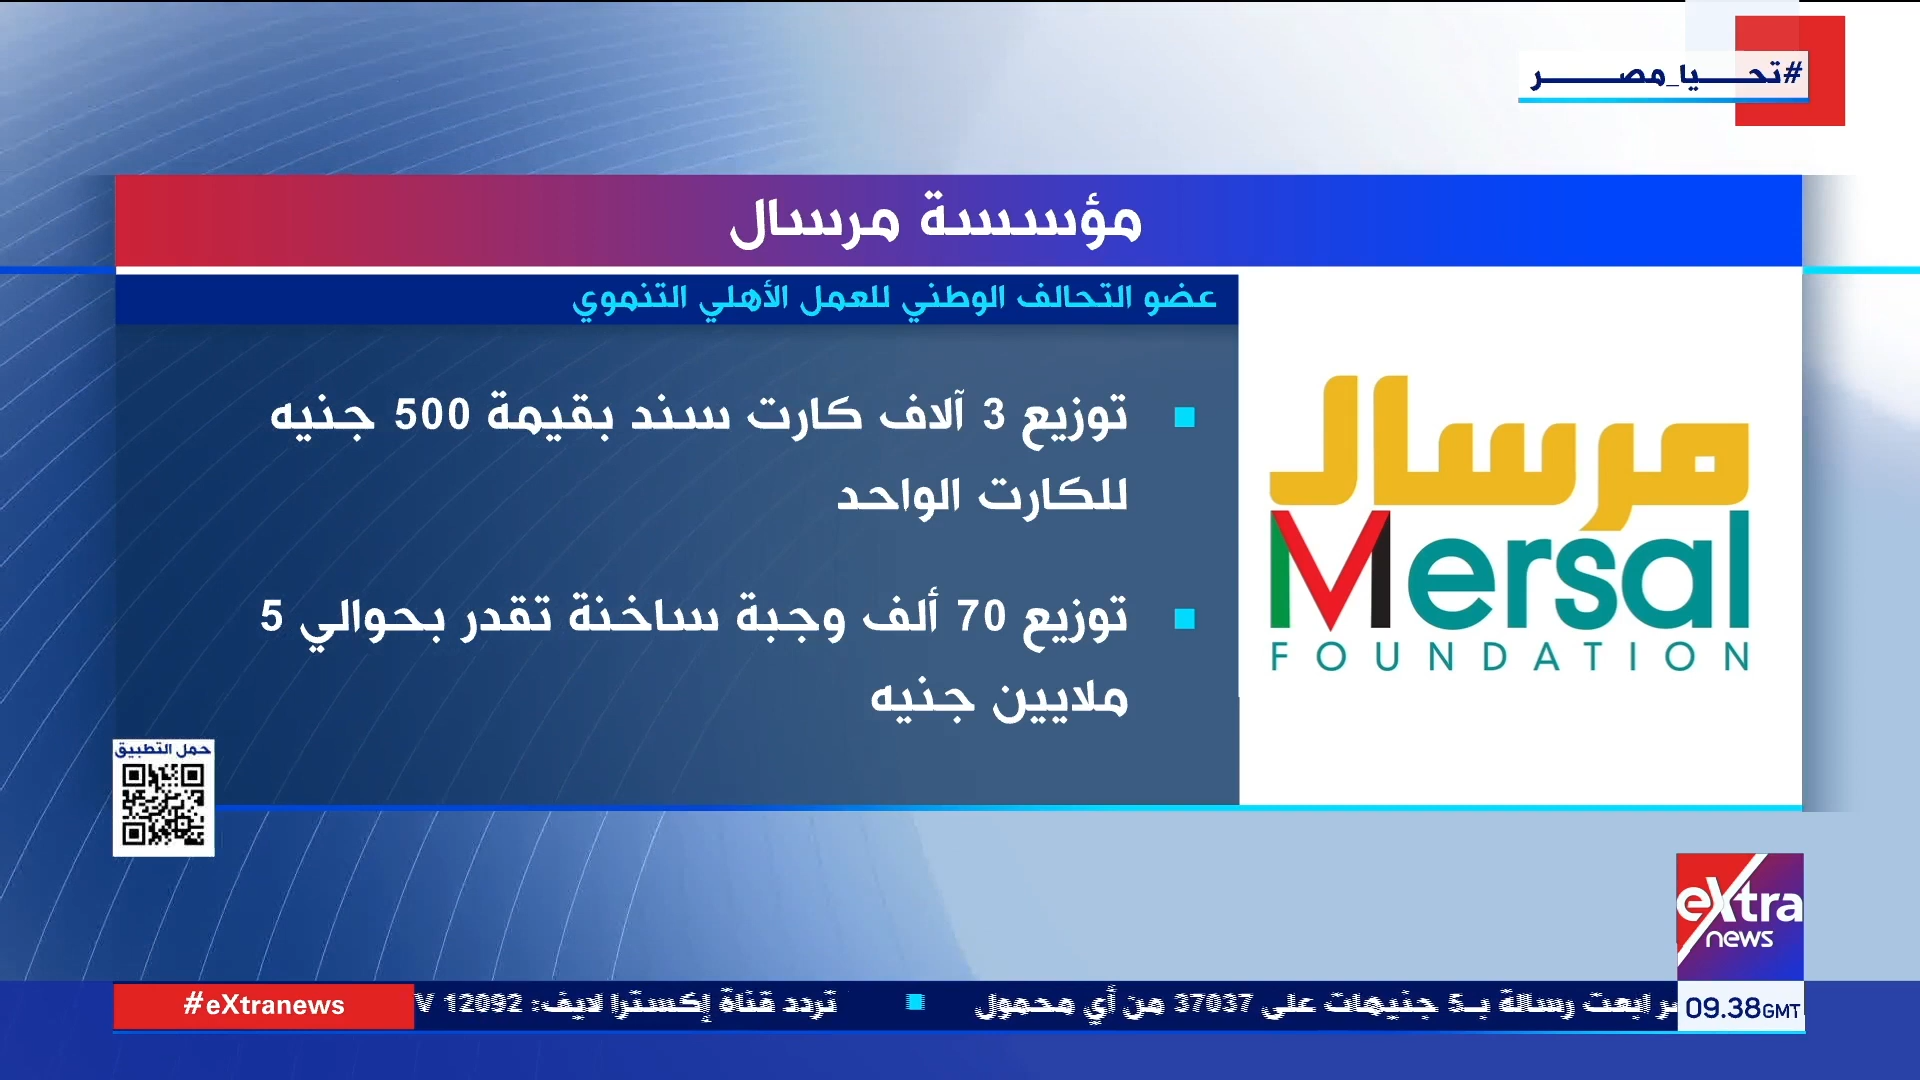 #تحـــيا_مصـــــر
مؤسسة مرسال
عضو التحالف الوطني للعمل الأهلي التنموي
توزيع 3 آلاف كارت سند بقيمة 500 جنيه
للكارت الواحد
توزيع 70 ألف وجبة ساخنة تقدر بحوالي 5
ملايين جنيه
مرسال
Mersal
FOUNDATION
حمل التطبيق
eXtra
news
#eXtranews
ابعت رسالة بـ5 جنيهات على 37037 من أي محمول
تردد قناة إكسترا لايف: 12092 V
09.38GMT